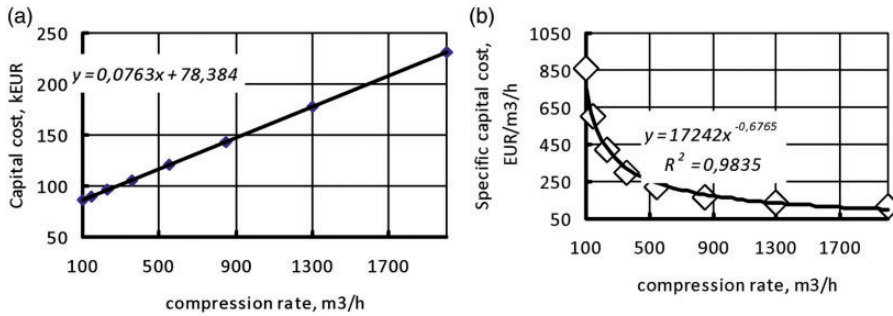 (a)
Capital cost, kEUR
250
200
150
100
50
y = 0,0763x + 78,384
100 500 900 1300 1700
compression rate, m3/h
(b)
Specific capital cost,
EUR/m3/h
1050
850
650
450
250
50
y = 17242x^-0,6765
R^2 = 0,9835
100 500 900 1300 1700
compression rate, m3/h